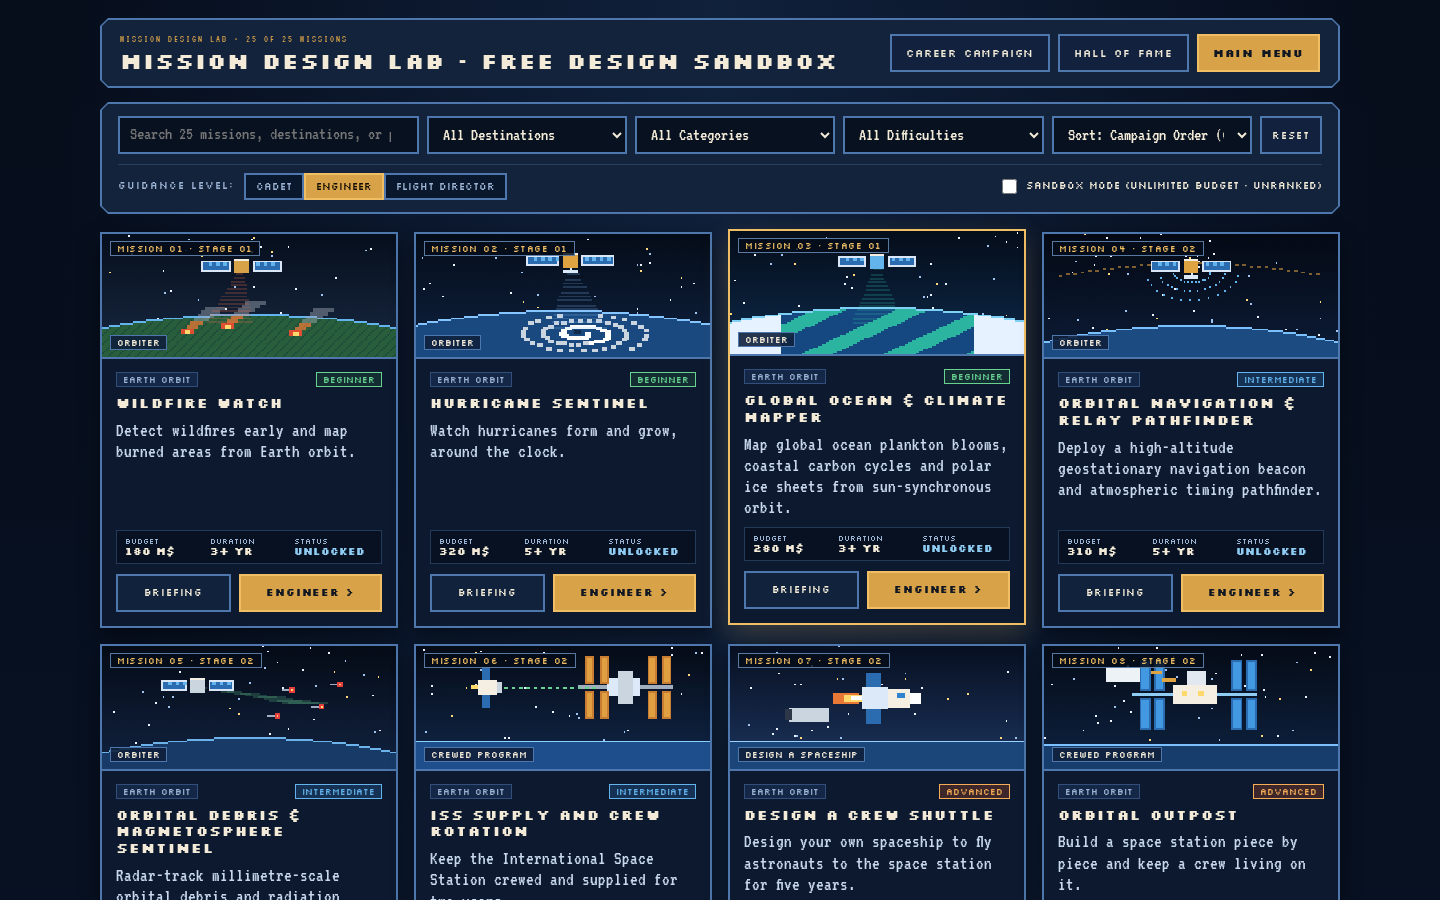 MISSION DESIGN LAB · 25 OF 25 MISSIONS
MISSION DESIGN LAB - FREE DESIGN SANDBOX
CAREER CAMPAIGN
HALL OF FAME
MAIN MENU
Search 25 missions, destinations, or
All Destinations
All Categories
All Difficulties
Sort: Campaign Order (
RESET
GUIDANCE LEVEL:
CADET
ENGINEER
FLIGHT DIRECTOR
SANDBOX MODE (UNLIMITED BUDGET · UNRANKED)
MISSION 01 · STAGE 01
ORBITER
EARTH ORBIT
BEGINNER
WILDFIRE WATCH
Detect wildfires early and map
burned areas from Earth orbit.
BUDGET DURATION STATUS
180 M$ 3+ YR UNLOCKED
BRIEFING
ENGINEER >
MISSION 02 · STAGE 01
ORBITER
EARTH ORBIT
BEGINNER
HURRICANE SENTINEL
Watch hurricanes form and grow,
around the clock.
BUDGET DURATION STATUS
320 M$ 5+ YR UNLOCKED
BRIEFING
ENGINEER >
MISSION 03 · STAGE 01
ORBITER
EARTH ORBIT
BEGINNER
GLOBAL OCEAN & CLIMATE
MAPPER
Map global ocean plankton blooms,
coastal carbon cycles and polar
ice sheets from sun-synchronous
orbit.
BUDGET DURATION STATUS
280 M$ 3+ YR UNLOCKED
BRIEFING
ENGINEER >
MISSION 04 · STAGE 02
ORBITER
EARTH ORBIT
INTERMEDIATE
ORBITAL NAVIGATION &
RELAY PATHFINDER
Deploy a high-altitude
geostationary navigation beacon
and atmospheric timing pathfinder.
BUDGET DURATION STATUS
310 M$ 5+ YR UNLOCKED
BRIEFING
ENGINEER >
MISSION 05 · STAGE 02
ORBITER
EARTH ORBIT
INTERMEDIATE
ORBITAL DEBRIS &
MAGNETOSPHERE
SENTINEL
Radar-track millimetre-scale
orbital debris and radiation
MISSION 06 · STAGE 02
CREWED PROGRAM
EARTH ORBIT
INTERMEDIATE
ISS SUPPLY AND CREW
ROTATION
Keep the International Space
Station crewed and supplied for
two years.
MISSION 07 · STAGE 02
DESIGN A SPACESHIP
EARTH ORBIT
ADVANCED
DESIGN A CREW SHUTTLE
Design your own spaceship to fly
astronauts to the space station
for five years.
MISSION 08 · STAGE 02
CREWED PROGRAM
EARTH ORBIT
ADVANCED
ORBITAL OUTPOST
Build a space station piece by
piece and keep a crew living on
it.